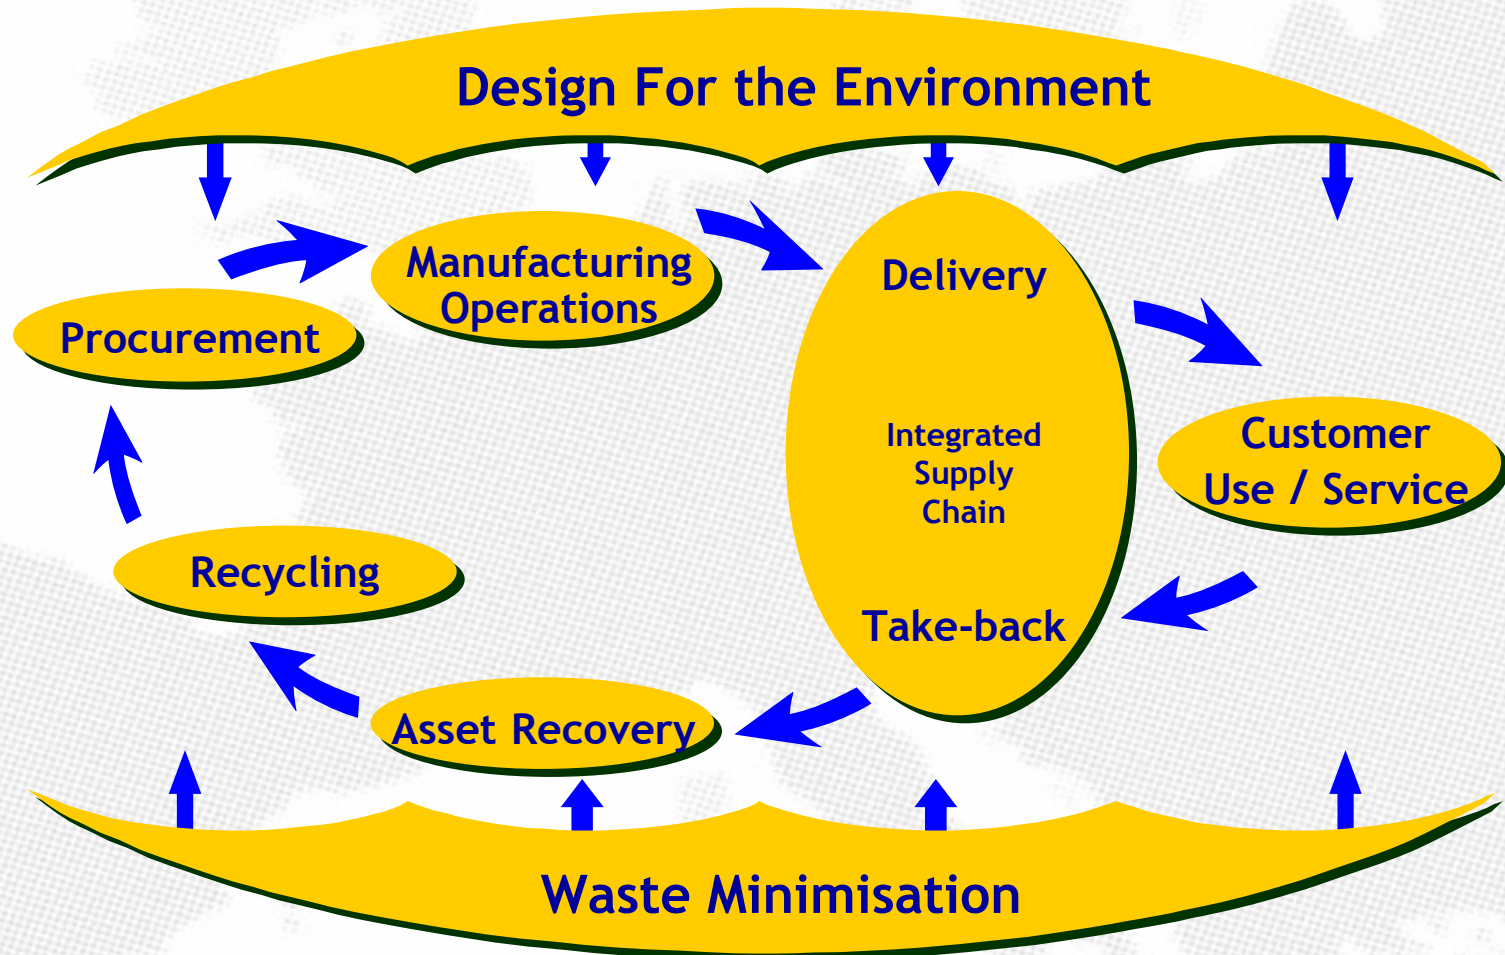 Design For the Environment
Manufacturing
Operations
Delivery
Procurement
Integrated
Supply
Chain
Customer
Use / Service
Recycling
Take-back
Asset Recovery
Waste Minimisation